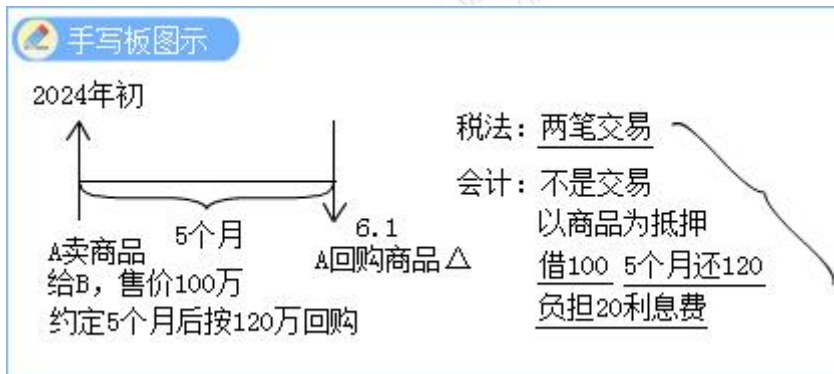 手写板图示
2024年初
5个月
A卖商品
给B，售价100万
约定5个月后按120万回购
6.1
A回购商品△
税法：两笔交易
会计：不是交易
以商品为抵押
借100 5个月还120
负担20利息费